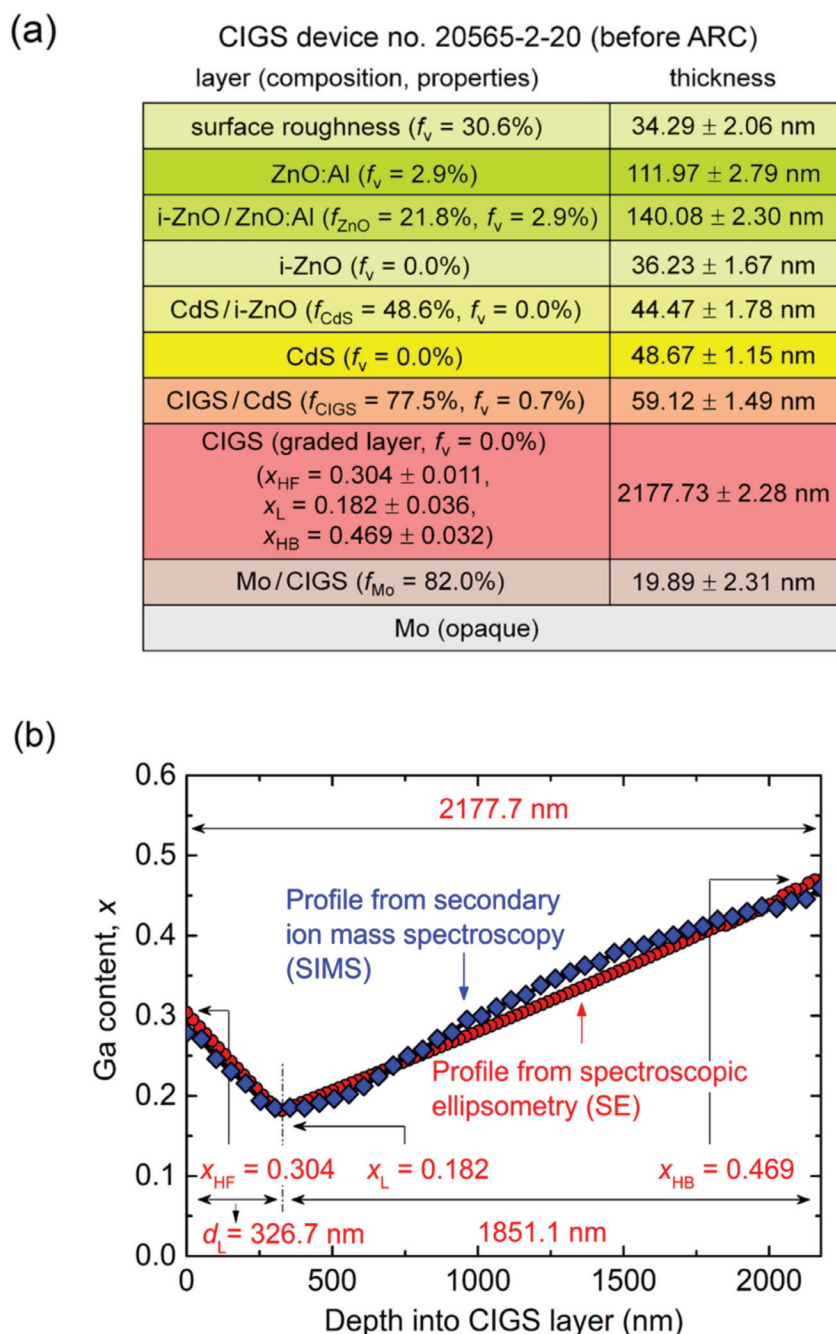 (a)
CIGS device no. 20565-2-20 (before ARC)
layer (composition, properties) thickness
surface roughness (fv = 30.6%) 34.29 ± 2.06 nm
ZnO:Al (fv = 2.9%) 111.97 ± 2.79 nm
i-ZnO/ZnO:Al (fZnO = 21.8%, fv = 2.9%) 140.08 ± 2.30 nm
i-ZnO (fv = 0.0%) 36.23 ± 1.67 nm
CdS/i-ZnO (fCdS = 48.6%, fv = 0.0%) 44.47 ± 1.78 nm
CdS (fv = 0.0%) 48.67 ± 1.15 nm
CIGS/CdS (fCIGS = 77.5%, fv = 0.7%) 59.12 ± 1.49 nm
CIGS (graded layer, fv = 0.0%)
(xHF = 0.304 ± 0.011,
xL = 0.182 ± 0.036, 2177.73 ± 2.28 nm
xHB = 0.469 ± 0.032)
Mo/CIGS (fMo = 82.0%) 19.89 ± 2.31 nm
Mo (opaque)
(b)
0.6
2177.7 nm
0.5
Profile from secondary
ion mass spectroscopy
(SIMS)
0.4
0.3
Ga content, x
Profile from spectroscopic
ellipsometry (SE)
0.2
0.1
xHF = 0.304 xL = 0.182 xHB = 0.469
dL = 326.7 nm 1851.1 nm
0.0
0 500 1000 1500 2000
Depth into CIGS layer (nm)